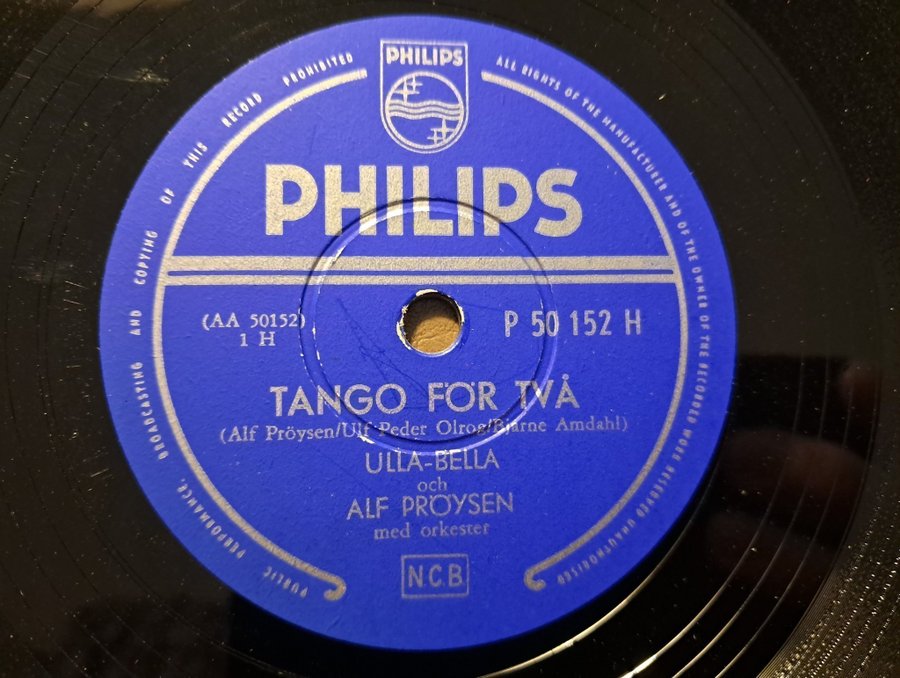 PHILIPS
PHILIPS
(AA 50152)
1 H
P 50 152 H
TANGO FÖR TVÅ
(Alf Pröysen/Ulf Peder Olrog/Bjarne Amdahl)
ULLA-BELLA
och
ALF PRÖYSEN
med orkester
N.C.B.
ALL RIGHTS OF THE MANUFACTURER AND OF THE OWNER OF THE RECORDED WORK RESERVED UNAUTHORISED
PUBLIC PERFORMANCE, BROADCASTING AND COPYING OF THIS RECORD PROHIBITED